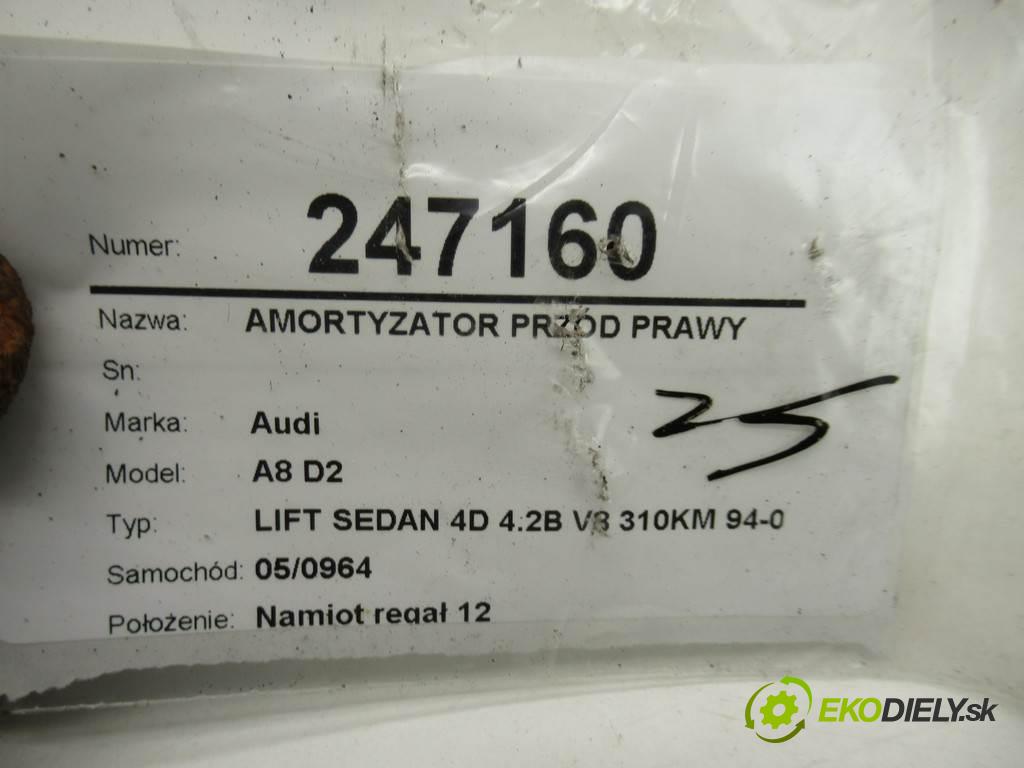 Numer: 247160
Nazwa: AMORTYZATOR PRZÓD PRAWY
Sn:
25
Marka: Audi
Model: A8 D2
Typ: LIFT SEDAN 4D 4.2B V8 310KM 94-0
Samochód: 05/0964
Położenie: Namiot regał 12
EKODIELY.sk